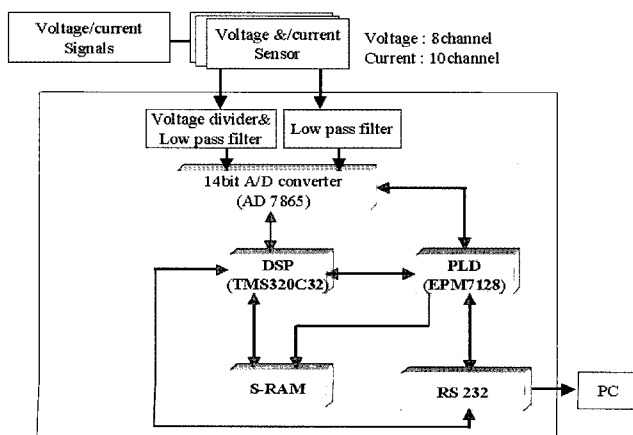 Voltage/current
Signals
Voltage &/current
Sensor
Voltage : 8channel
Current : 10channel
Voltage divider&
Low pass filter
Low pass filter
14bit A/D converter
(AD 7865)
DSP
(TMS320C32)
PLD
(EPM7128)
S-RAM
RS 232
PC